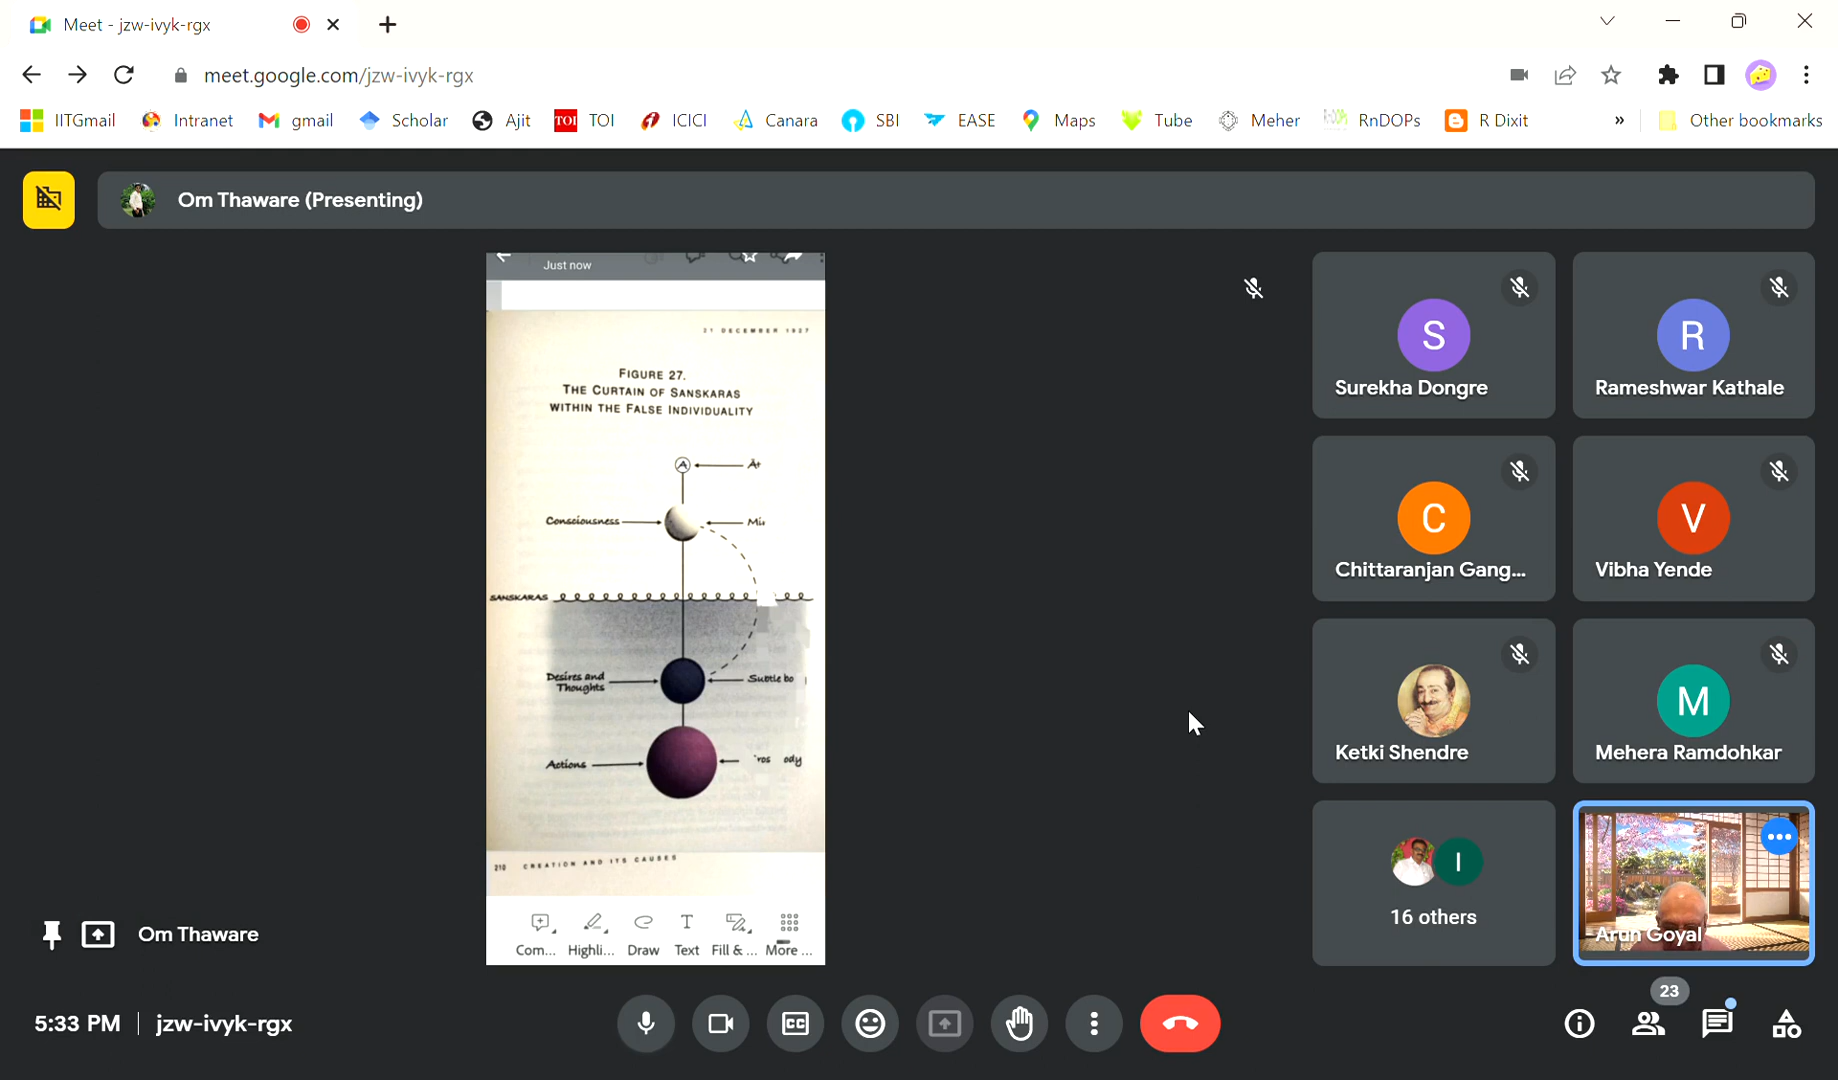 Meet - jzw-ivyk-rgx
meet.google.com/jzw-ivyk-rgx
IITGmail Intranet gmail Scholar Ajit TOI TOI ICICI Canara SBI EASE Maps Tube Meher RnDOPs R Dixit » Other bookmarks
Om Thaware (Presenting)
Just now
21 DECEMBER 1927
FIGURE 27.
THE CURTAIN OF SANSKARAS
WITHIN THE FALSE INDIVIDUALITY
A
Consciousness
SANSKARAS
Desires and
Thoughts
Subtle bo
Actions
ody
210 CREATION AND ITS CAUSES
Com... Highli... Draw Text Fill & ... More ...
S
Surekha Dongre
R
Rameshwar Kathale
C
Chittaranjan Gang...
V
Vibha Yende
Ketki Shendre
M
Mehera Ramdohkar
I
16 others
Arun Goyal
Om Thaware
5:33 PM jzw-ivyk-rgx
CC
23